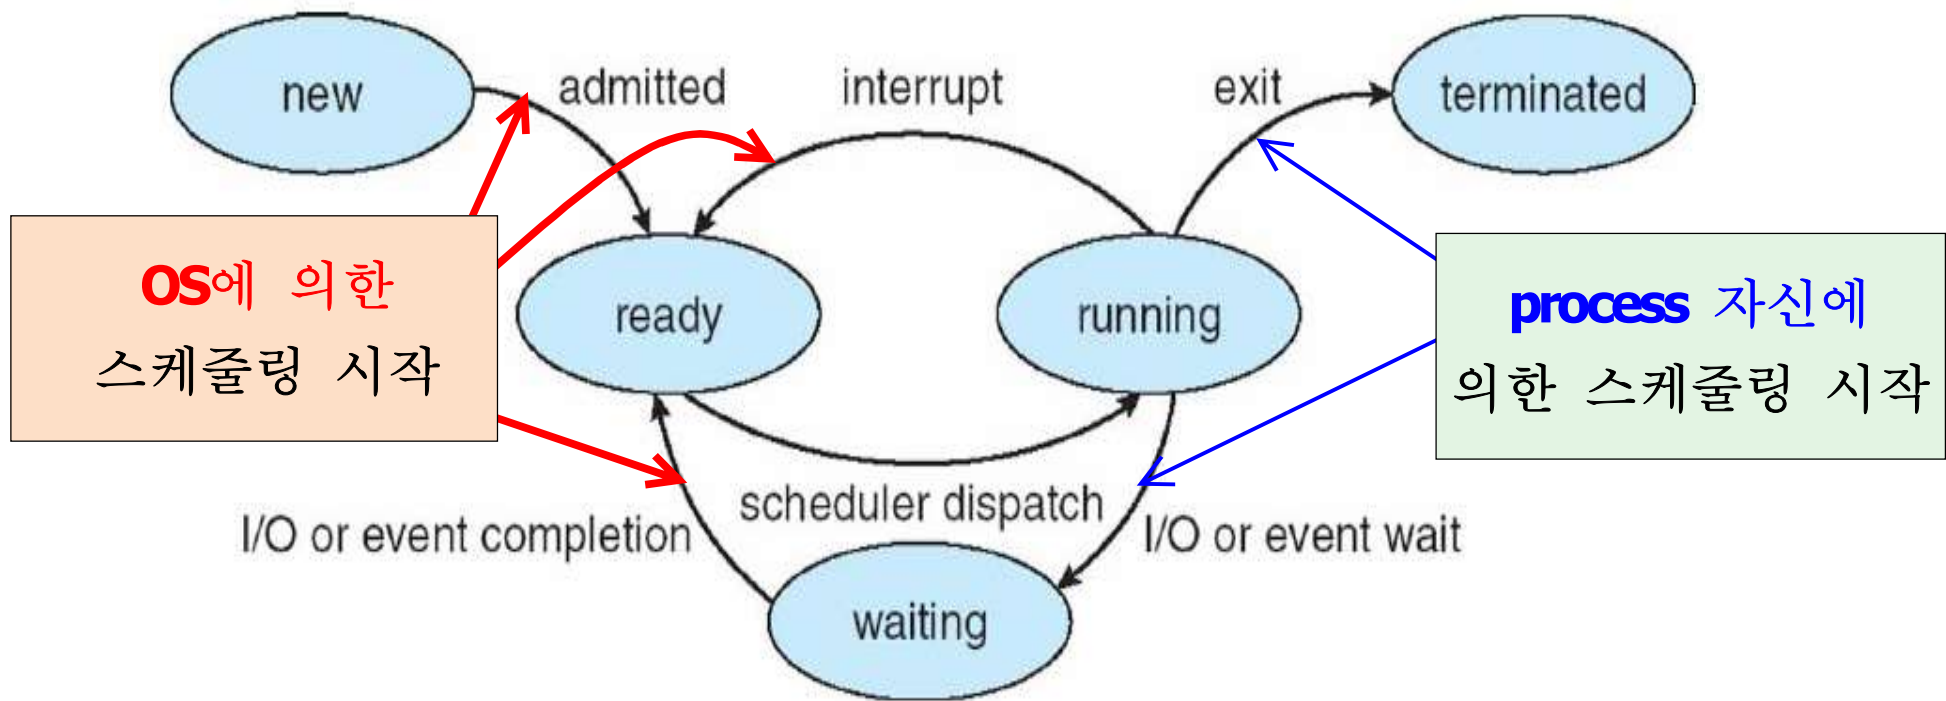 new
admitted
interrupt
exit
terminated
OS에 의한
스케줄링 시작
ready
running
process 자신에
의한 스케줄링 시작
I/O or event completion
scheduler dispatch
I/O or event wait
waiting